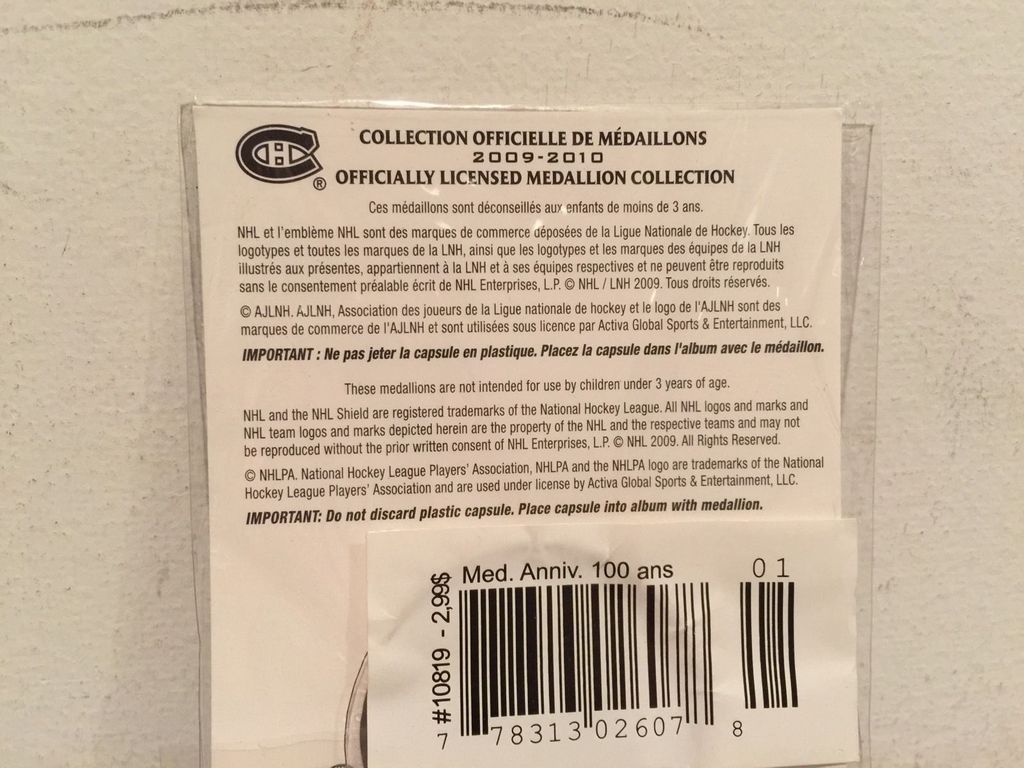 COLLECTION OFFICIELLE DE MÉDAILLONS
2009-2010
OFFICIALLY LICENSED MEDALLION COLLECTION
CH ®
Ces médaillons sont déconseillés aux enfants de moins de 3 ans.
NHL et l'emblème NHL sont des marques de commerce déposées de la Ligue Nationale de Hockey. Tous les
logotypes et toutes les marques de la LNH, ainsi que les logotypes et les marques des équipes de la LNH
illustrés aux présentes, appartiennent à la LNH et à ses équipes respectives et ne peuvent être reproduits
sans le consentement préalable écrit de NHL Enterprises, L.P. © NHL / LNH 2009. Tous droits réservés.
© AJLNH. AJLNH, Association des joueurs de la Ligue nationale de hockey et le logo de l'AJLNH sont des
marques de commerce de l'AJLNH et sont utilisées sous licence par Activa Global Sports & Entertainment, LLC.
IMPORTANT : Ne pas jeter la capsule en plastique. Placez la capsule dans l'album avec le médaillon.
These medallions are not intended for use by children under 3 years of age.
NHL and the NHL Shield are registered trademarks of the National Hockey League. All NHL logos and marks and
NHL team logos and marks depicted herein are the property of the NHL and the respective teams and may not
be reproduced without the prior written consent of NHL Enterprises, L.P. © NHL 2009. All Rights Reserved.
© NHLPA. National Hockey League Players' Association, NHLPA and the NHLPA logo are trademarks of the National
Hockey League Players' Association and are used under license by Activa Global Sports & Entertainment, LLC.
IMPORTANT: Do not discard plastic capsule. Place capsule into album with medallion.
Med. Anniv. 100 ans
01
#10819 - 2,99$
7 78313 02607 8